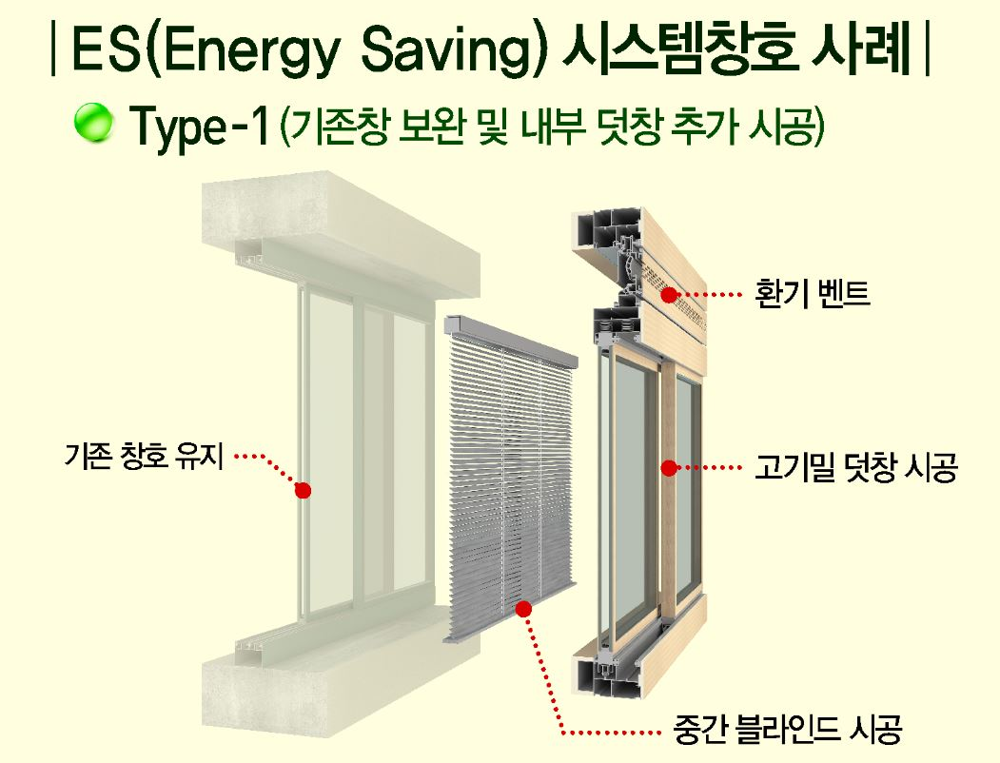 |ES(Energy Saving) 시스템창호 사례|
Type-1 (기존창 보완 및 내부 덧창 추가 시공)
환기 벤트
기존 창호 유지
고기밀 덧창 시공
중간 블라인드 시공